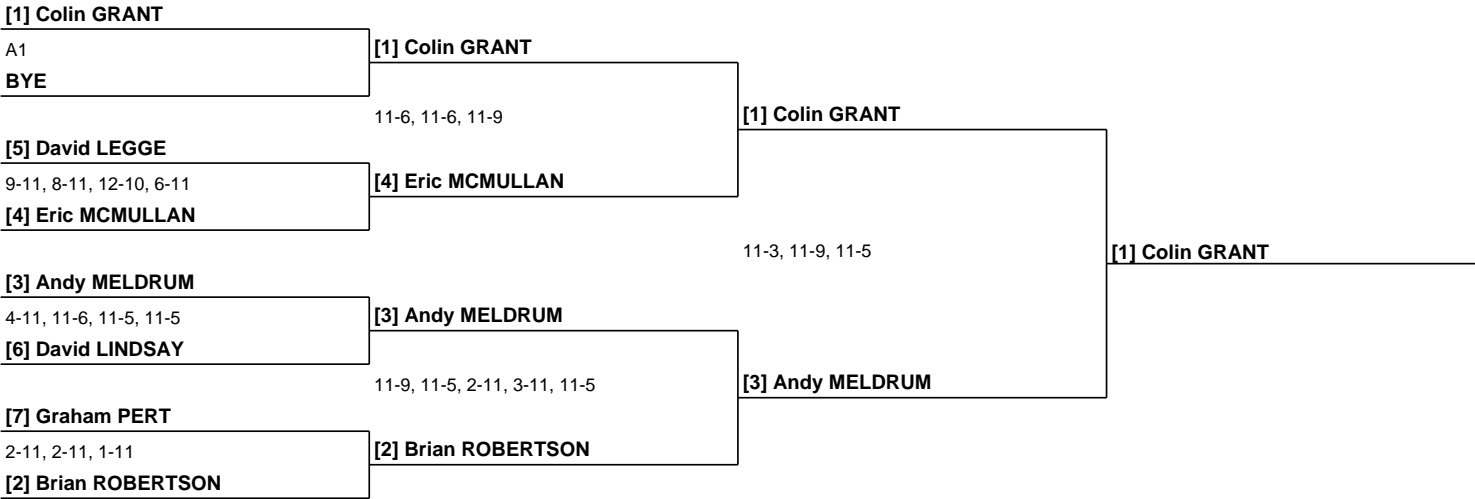 [1] Colin GRANT
A1
BYE
[5] David LEGGE
9-11, 8-11, 12-10, 6-11
[4] Eric MCMULLAN
[3] Andy MELDRUM
4-11, 11-6, 11-5, 11-5
[6] David LINDSAY
[7] Graham PERT
2-11, 2-11, 1-11
[2] Brian ROBERTSON
[1] Colin GRANT
11-6, 11-6, 11-9
[4] Eric MCMULLAN
[3] Andy MELDRUM
11-9, 11-5, 2-11, 3-11, 11-5
[2] Brian ROBERTSON
[1] Colin GRANT
11-3, 11-9, 11-5
[3] Andy MELDRUM
[1] Colin GRANT